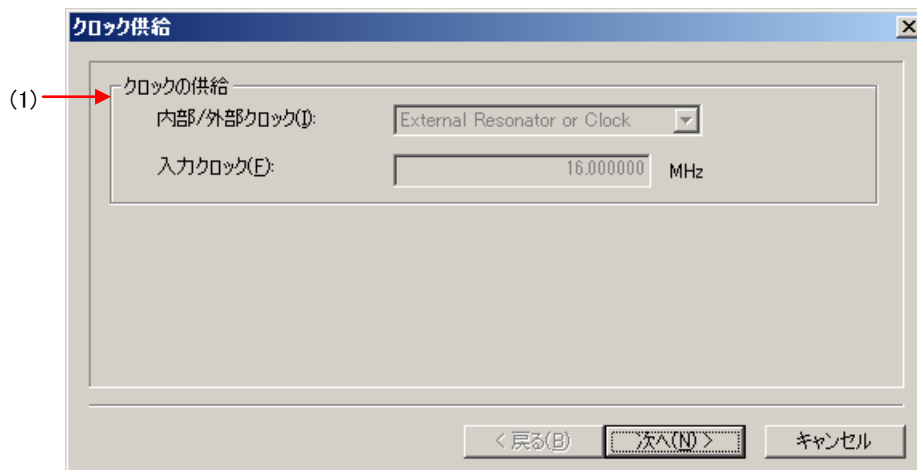 クロック供給
(1)
クロックの供給
内部/外部クロック(I): External Resonator or Clock
入力クロック(F): 16.000000 MHz
< 戻る(B) 次へ(N) > キャンセル